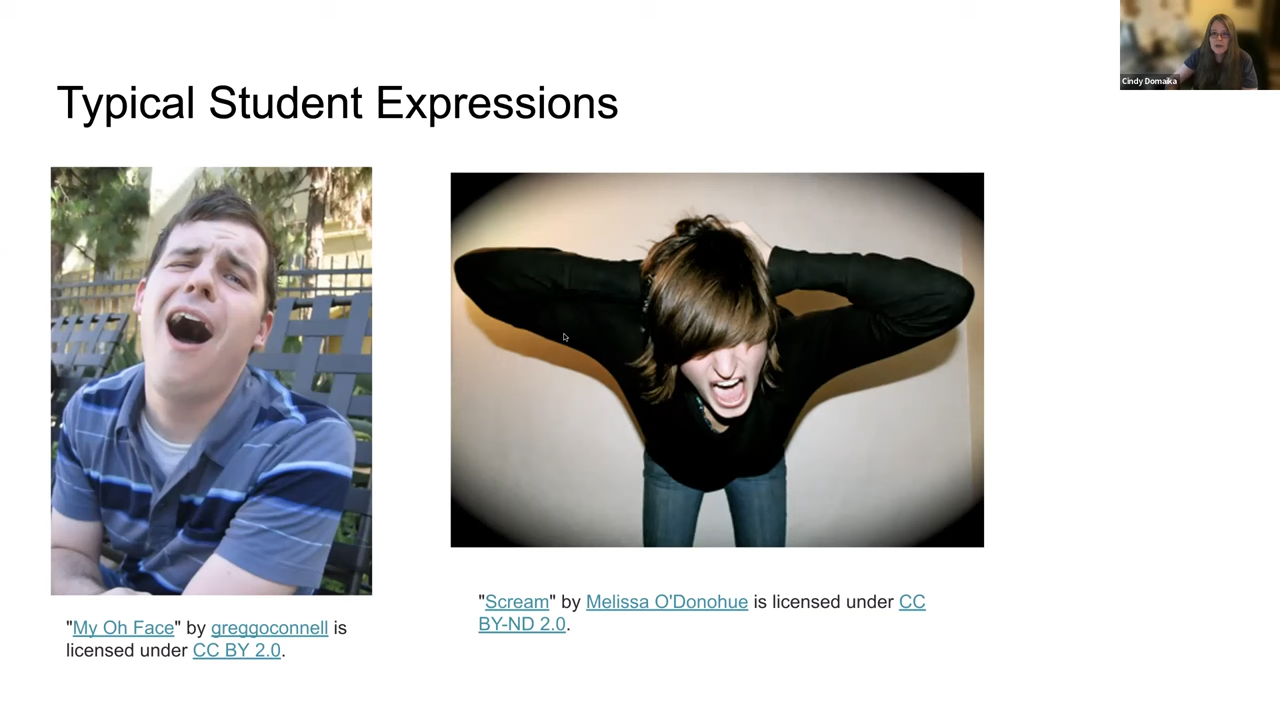 Typical Student Expressions
Cindy Domaika
"My Oh Face" by greggoconnell is
licensed under CC BY 2.0.
"Scream" by Melissa O'Donohue is licensed under CC
BY-ND 2.0.